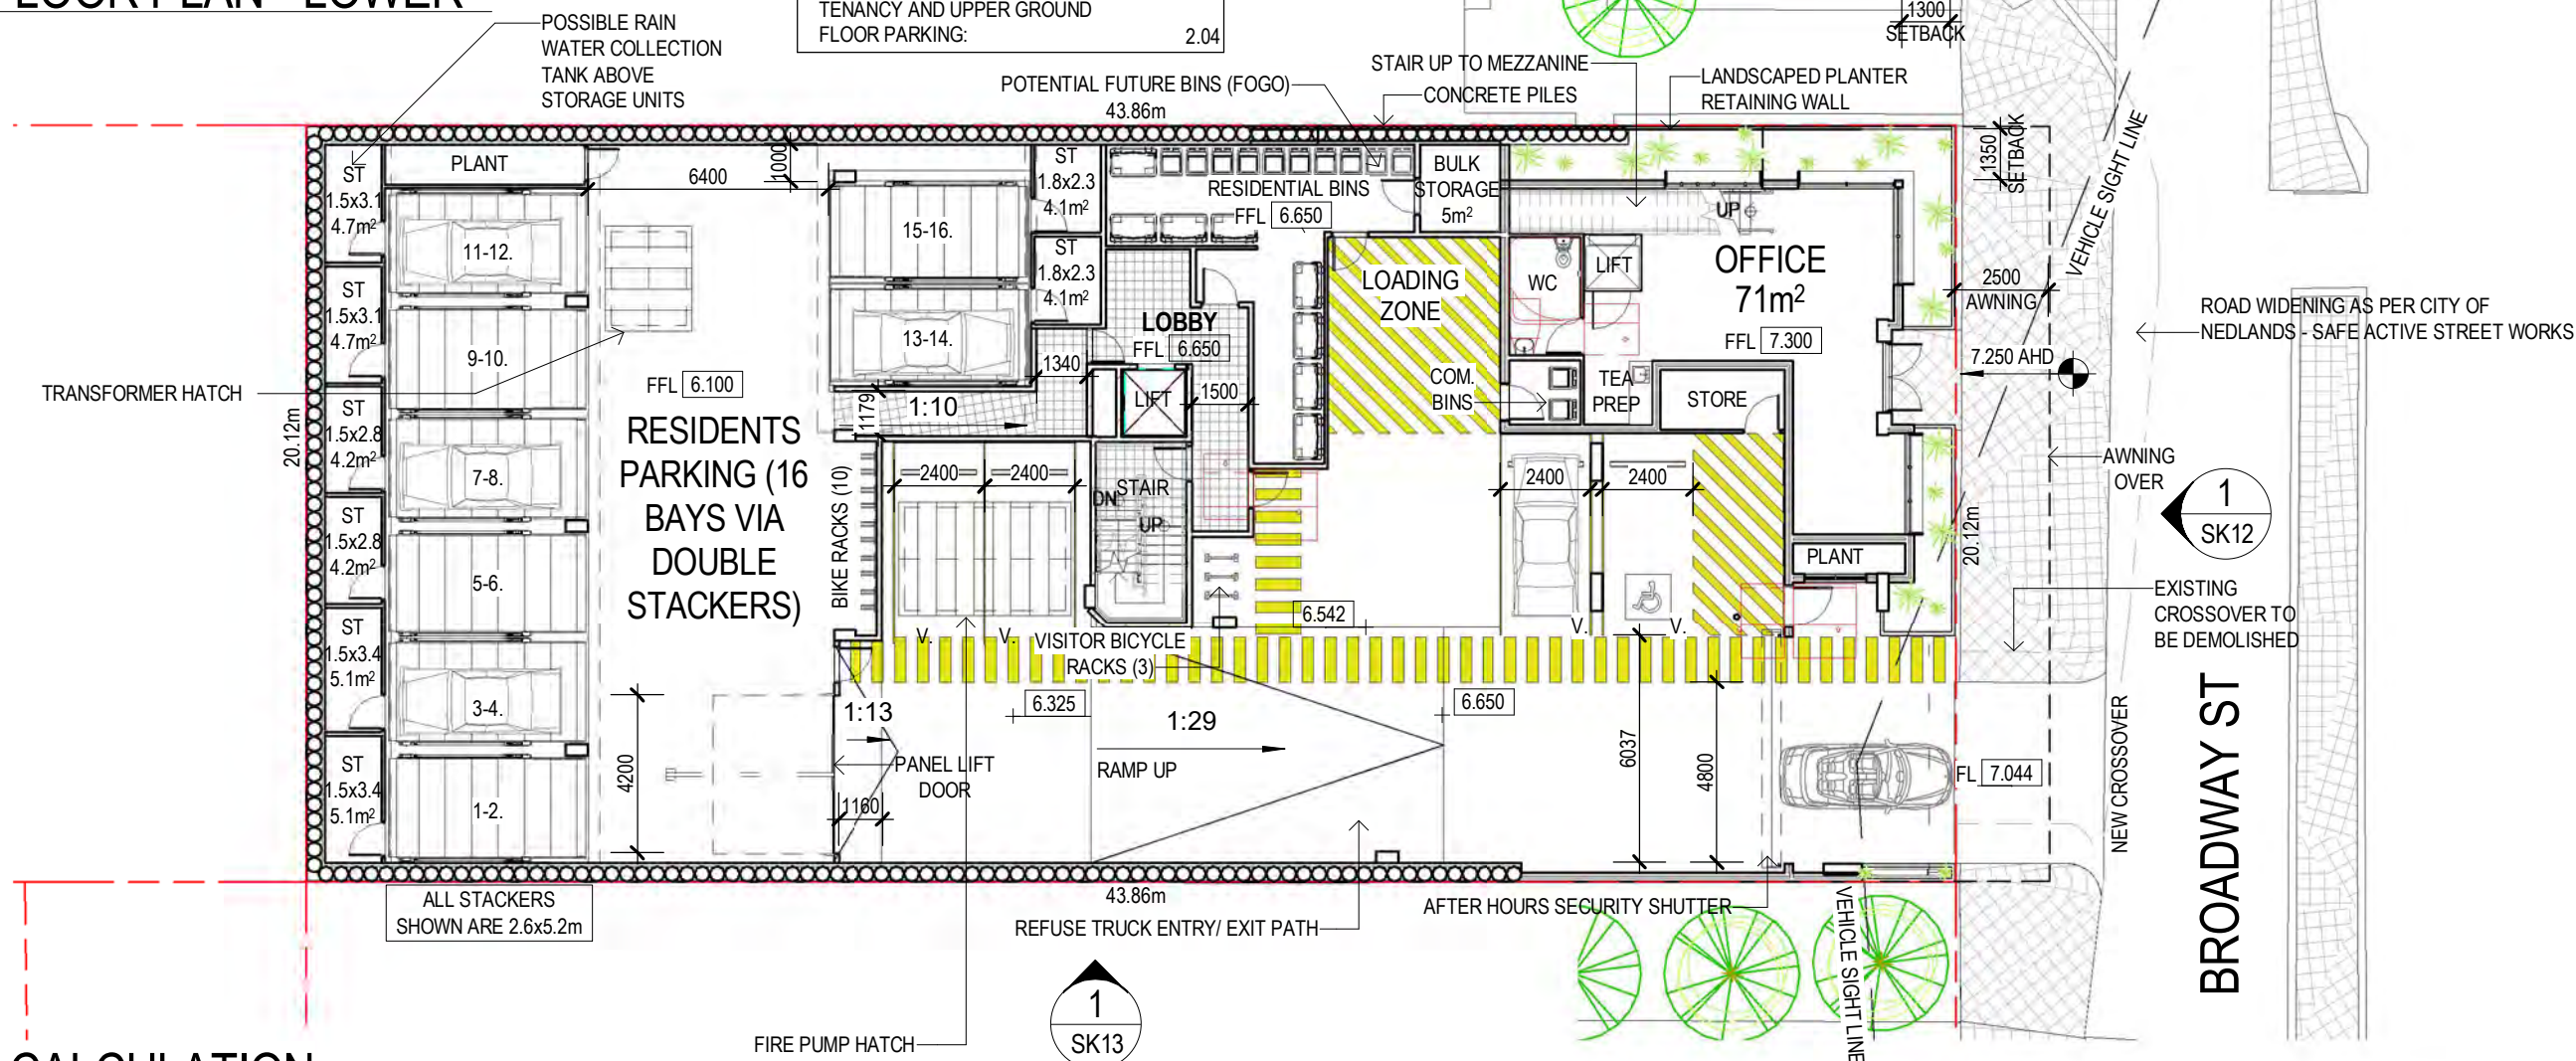 FLOOR PLAN - LOWER
TENANCY AND UPPER GROUND
FLOOR PARKING: 2.04
POSSIBLE RAIN
WATER COLLECTION
TANK ABOVE
STORAGE UNITS
POTENTIAL FUTURE BINS (FOGO)
43.86m
STAIR UP TO MEZZANINE
CONCRETE PILES
LANDSCAPED PLANTER
RETAINING WALL
1300
SETBACK
1350
SETBACK
VEHICLE SIGHT LINE
PLANT
6400
1000
ST
1.5x3.1
4.7m²
ST
1.5x3.1
4.7m²
ST
1.5x2.8
4.2m²
ST
1.5x2.8
4.2m²
ST
1.5x3.4
5.1m²
ST
1.5x3.4
5.1m²
11-12.
9-10.
7-8.
5-6.
3-4.
1-2.
15-16.
13-14.
ST
1.8x2.3
4.1m²
ST
1.8x2.3
4.1m²
RESIDENTIAL BINS
FFL 6.650
BULK
STORAGE
5m²
LOADING
ZONE
LOBBY
FFL 6.650
LIFT
1340
1500
1179
1:10
WC
LIFT
UP
OFFICE
71m²
FFL 7.300
COM.
BINS
TEA
PREP
STORE
2500
AWNING
ROAD WIDENING AS PER CITY OF
NEDLANDS - SAFE ACTIVE STREET WORKS
7.250 AHD
TRANSFORMER HATCH
20.12m
FFL 6.100
RESIDENTS
PARKING (16
BAYS VIA
DOUBLE
STACKERS)
BIKE RACKS (10)
2400
2400
STAIR
DN
UP
2400
2400
AWNING
OVER
1
SK12
20.12m
PLANT
EXISTING
CROSSOVER TO
BE DEMOLISHED
V.
V.
V.
V.
VISITOR BICYCLE
RACKS (3)
6.542
6.325
6.650
1:13
1:29
RAMP UP
PANEL LIFT
DOOR
4200
1160
6037
4800
FL 7.044
NEW CROSSOVER
BROADWAY ST
ALL STACKERS
SHOWN ARE 2.6x5.2m
43.86m
REFUSE TRUCK ENTRY/ EXIT PATH
AFTER HOURS SECURITY SHUTTER
VEHICLE SIGHT LINE
1
SK13
FIRE PUMP HATCH
CALCULATION